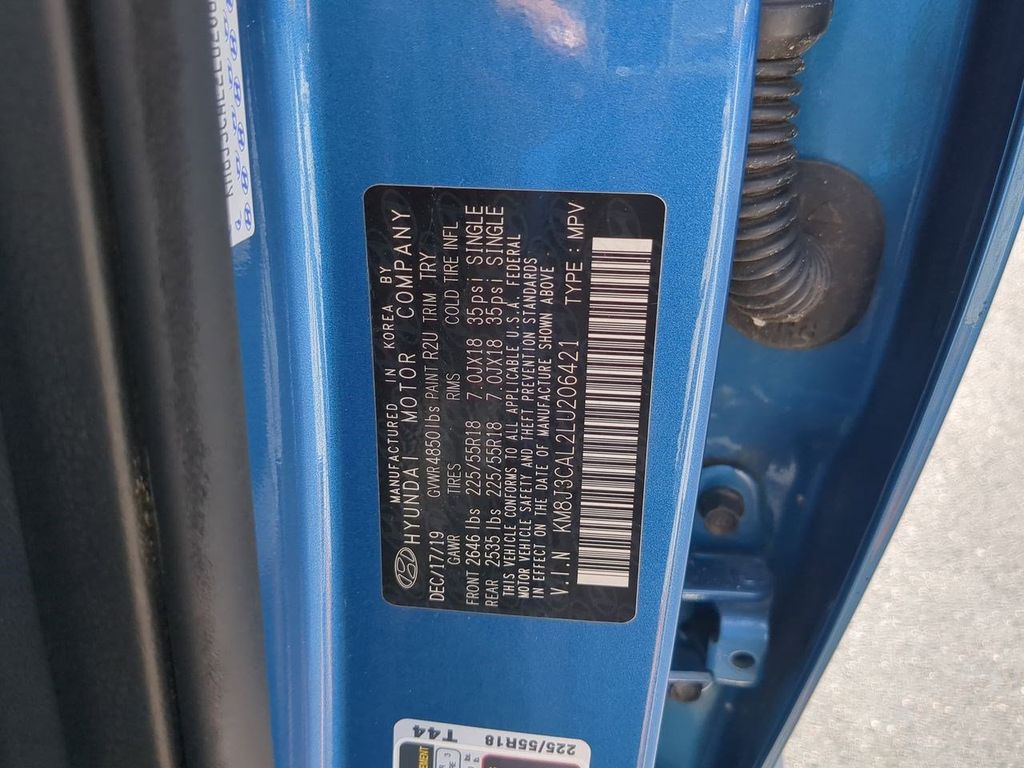 MANUFACTURED IN KOREA BY
HYUNDAI MOTOR COMPANY
DEC/17/19 GVWR4850lbs PAINT R2U TRIM TRY
GAWR TIRES RMS COLD TIRE INFL
FRONT 2646 lbs 225/55R18 7.0JX18 35psi SINGLE
REAR 2535 lbs 225/55R18 7.0JX18 35psi SINGLE
THIS VEHICLE CONFORMS TO ALL APPLICABLE U.S.A. FEDERAL
MOTOR VEHICLE SAFETY AND THEFT PREVENTION STANDARDS
IN EFFECT ON THE DATE OF MANUFACTURE SHOWN ABOVE
V.I.N KM8J3CAL2LU206421 TYPE : MPV
T44
225/55R18